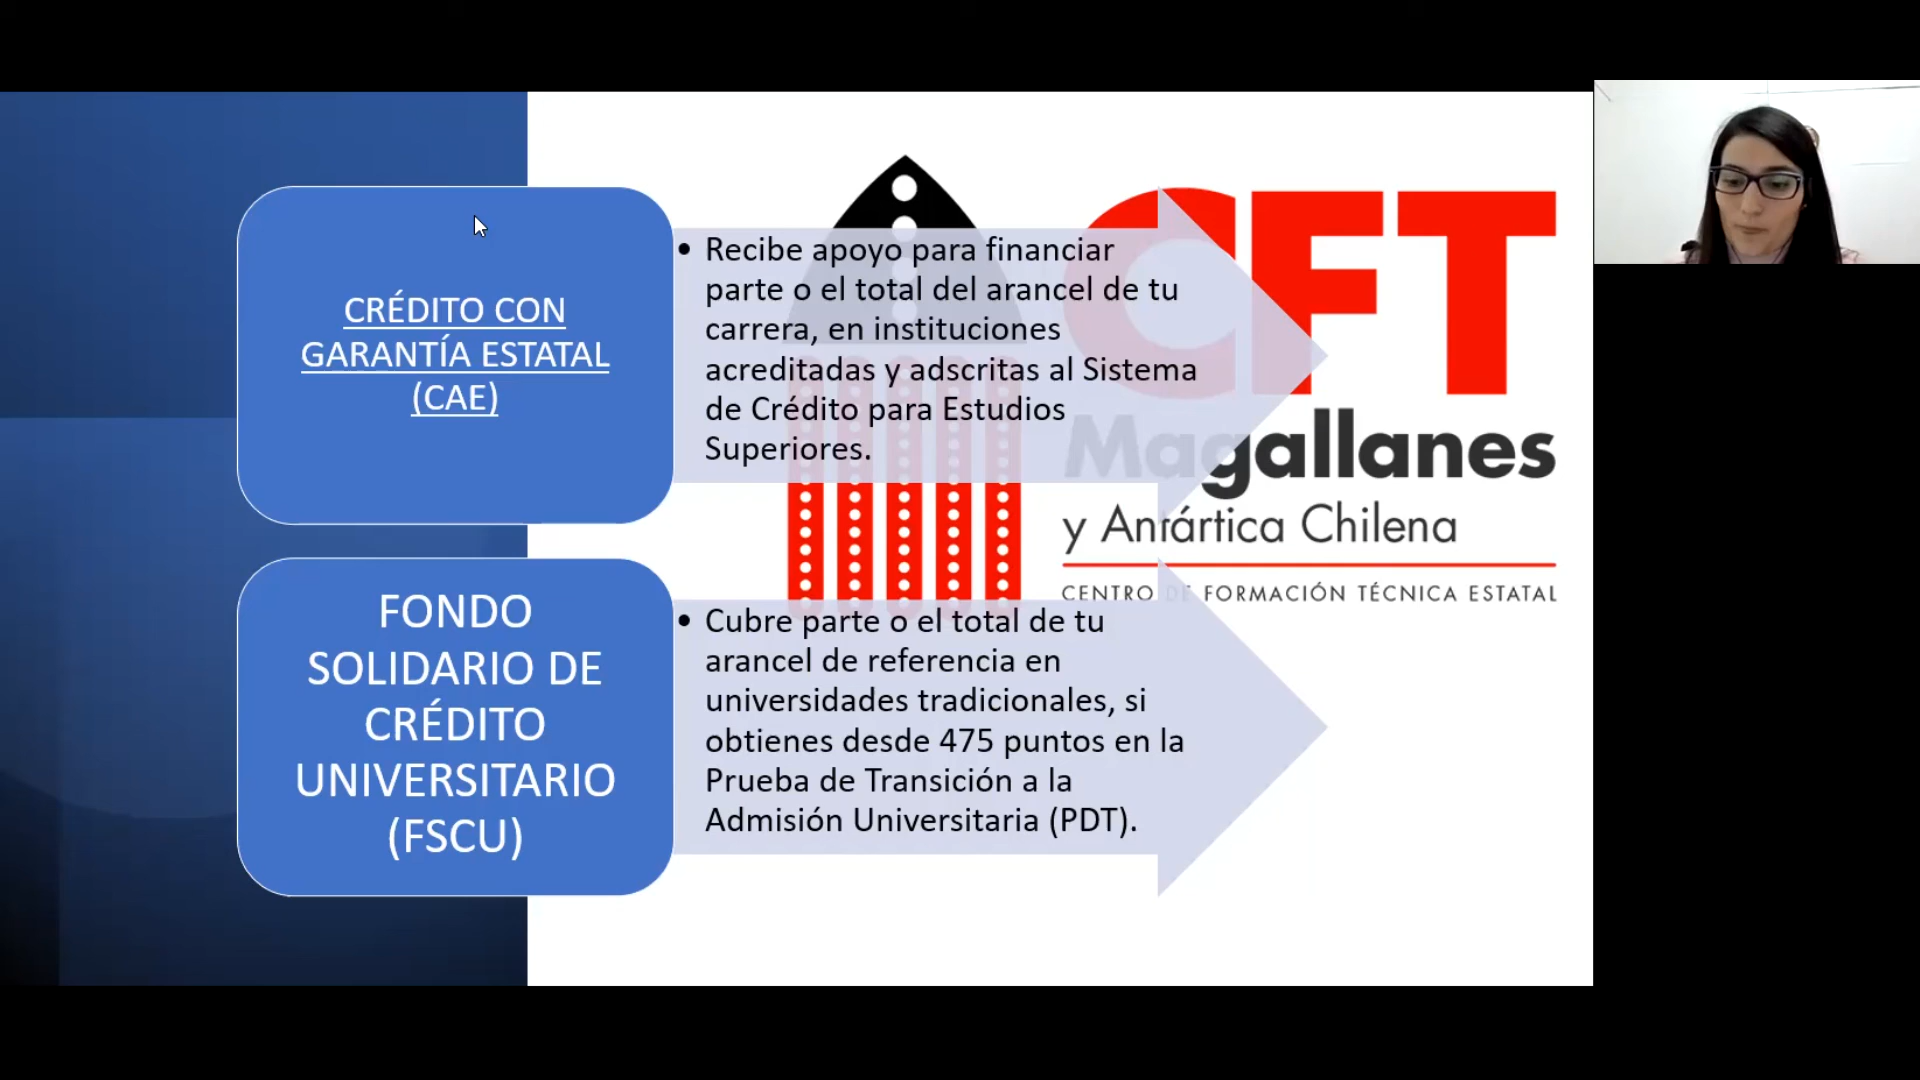 CRÉDITO CON
GARANTÍA ESTATAL
(CAE)
• Recibe apoyo para financiar
parte o el total del arancel de tu
carrera, en instituciones
acreditadas y adscritas al Sistema
de Crédito para Estudios
Superiores.
FONDO
SOLIDARIO DE
CRÉDITO
UNIVERSITARIO
(FSCU)
• Cubre parte o el total de tu
arancel de referencia en
universidades tradicionales, si
obtienes desde 475 puntos en la
Prueba de Transición a la
Admisión Universitaria (PDT).
CFT
Magallanes
y Antártica Chilena
CENTRO DE FORMACIÓN TÉCNICA ESTATAL